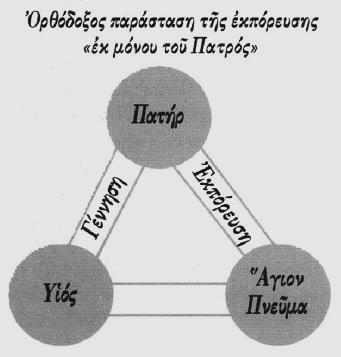 Ὀρθόδοξος παράσταση τῆς ἐκπόρευσης
«ἐκ μόνου τοῦ Πατρός»
Πατήρ
Γέννηση
Ἐκπόρευση
Υἱός
Ἅγιον
Πνεῦμα